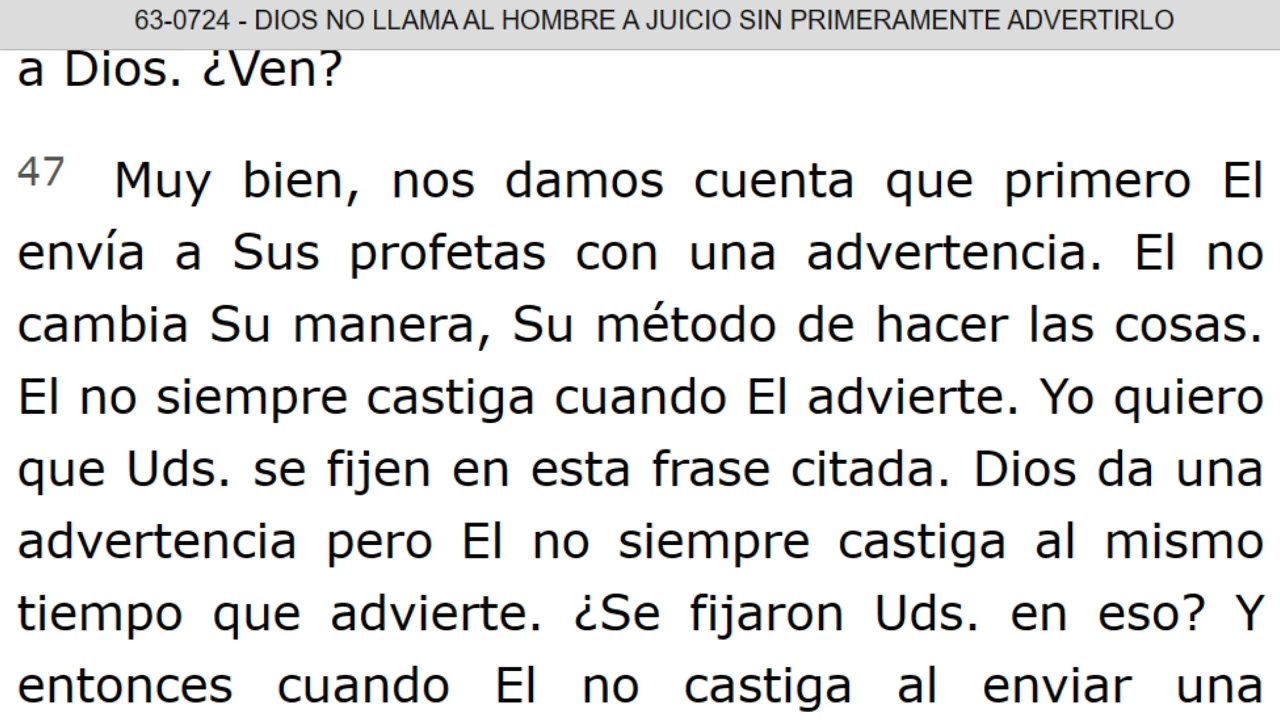 63-0724 - DIOS NO LLAMA AL HOMBRE A JUICIO SIN PRIMERAMENTE ADVERTIRLO
a Dios. ¿Ven?
47 Muy bien, nos damos cuenta que primero El
envía a Sus profetas con una advertencia. El no
cambia Su manera, Su método de hacer las cosas.
El no siempre castiga cuando El advierte. Yo quiero
que Uds. se fijen en esta frase citada. Dios da una
advertencia pero El no siempre castiga al mismo
tiempo que advierte. ¿Se fijaron Uds. en eso? Y
entonces cuando El no castiga al enviar una